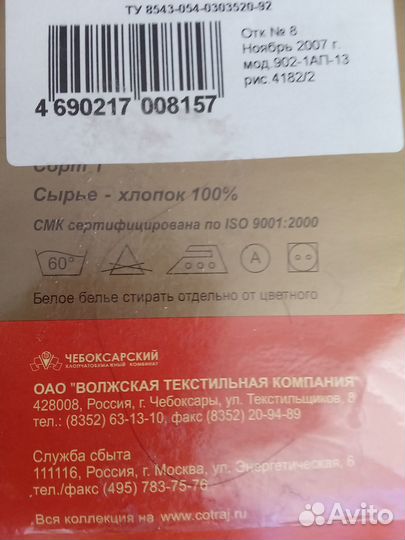 ТУ 8543-054-0303520-92
Отк № 8
Ноябрь 2007 г.
мод.902-1АП-13
рис.4182/2
4 690217 008157
Сорт 1
Сырье - хлопок 100%
СМК сертифицирована по ISO 9001:2000
60° A
Белое белье стирать отдельно от цветного
ЧЕБОКСАРСКИЙ
ХЛОПЧАТОБУМАЖНЫЙ КОМБИНАТ
ОАО "ВОЛЖСКАЯ ТЕКСТИЛЬНАЯ КОМПАНИЯ"
428008, Россия, г. Чебоксары, ул. Текстильщиков, 8
тел.: (8352) 63-13-10, факс (8352) 20-94-89
Служба сбыта
111116, Россия, г. Москва, ул. Энергетическая, 6
тел./факс (495) 783-75-76
Вся коллекция на www.cotraj.ru
Avito